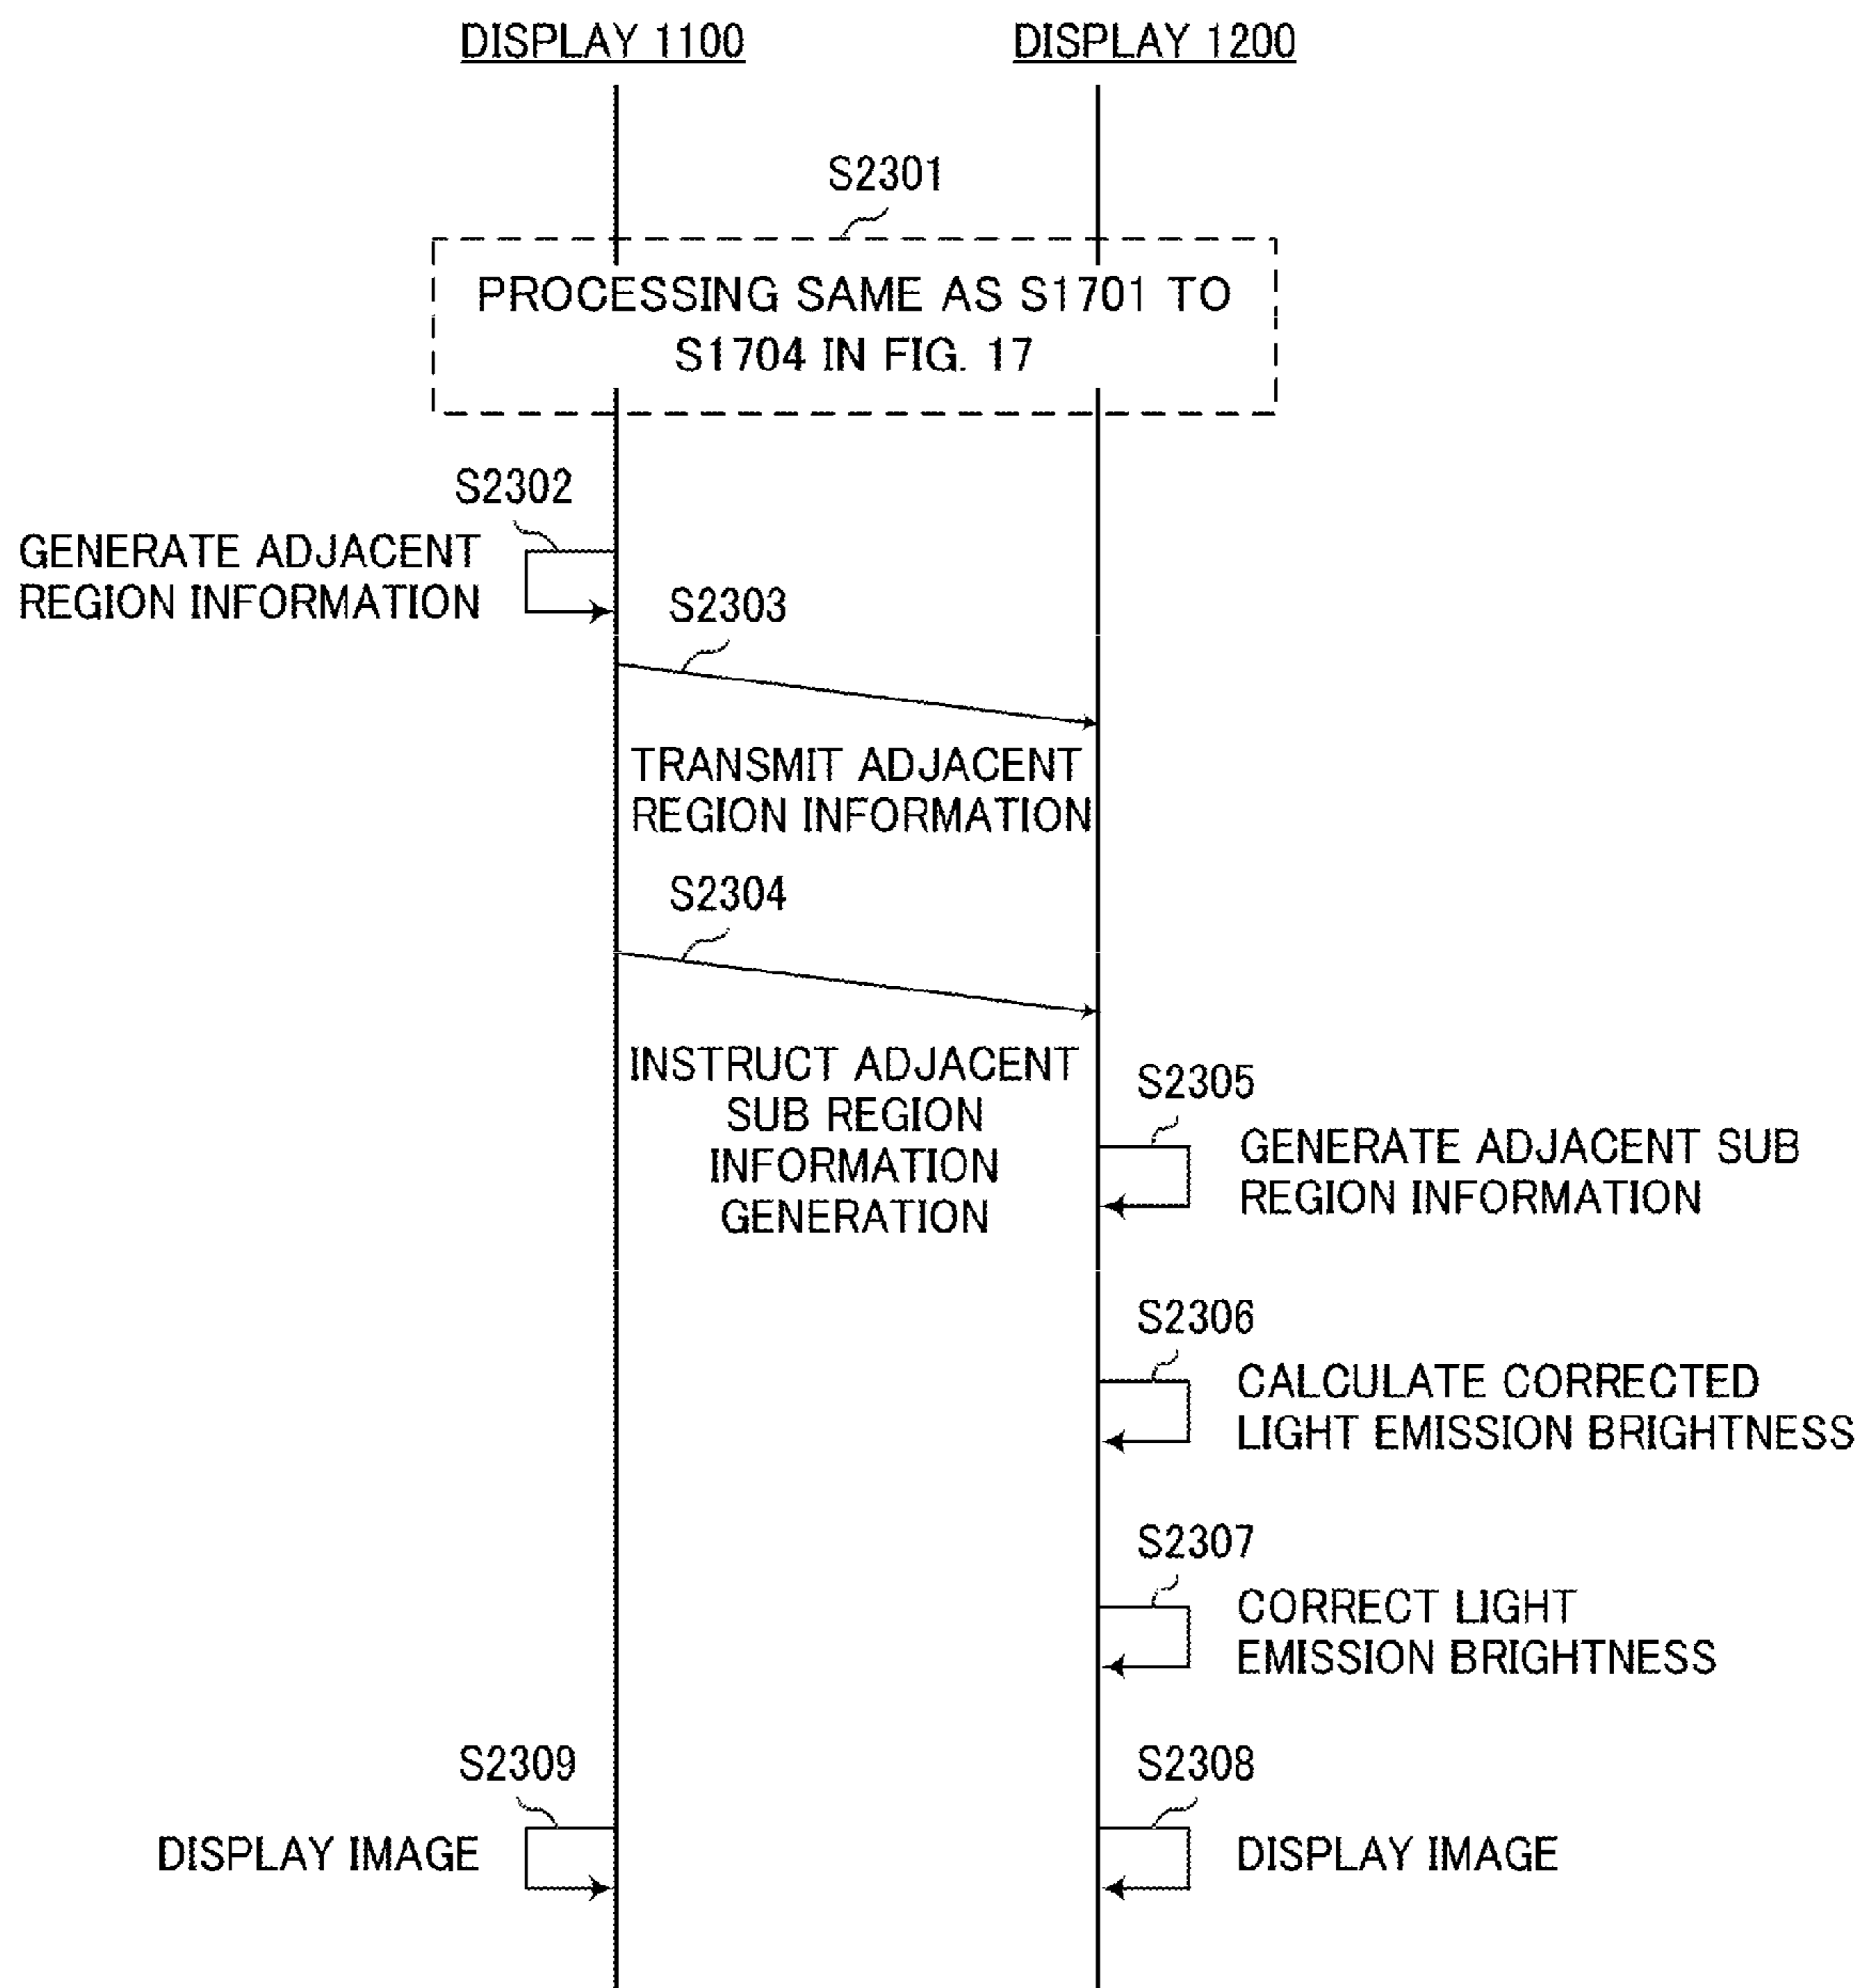 DISPLAY 1100
DISPLAY 1200
S2301
PROCESSING SAME AS S1701 TO
S1704 IN FIG. 17
S2302
GENERATE ADJACENT
REGION INFORMATION
S2303
TRANSMIT ADJACENT
REGION INFORMATION
S2304
INSTRUCT ADJACENT
SUB REGION
INFORMATION
GENERATION
S2305
GENERATE ADJACENT SUB
REGION INFORMATION
S2306
CALCULATE CORRECTED
LIGHT EMISSION BRIGHTNESS
S2307
CORRECT LIGHT
EMISSION BRIGHTNESS
S2309
DISPLAY IMAGE
S2308
DISPLAY IMAGE